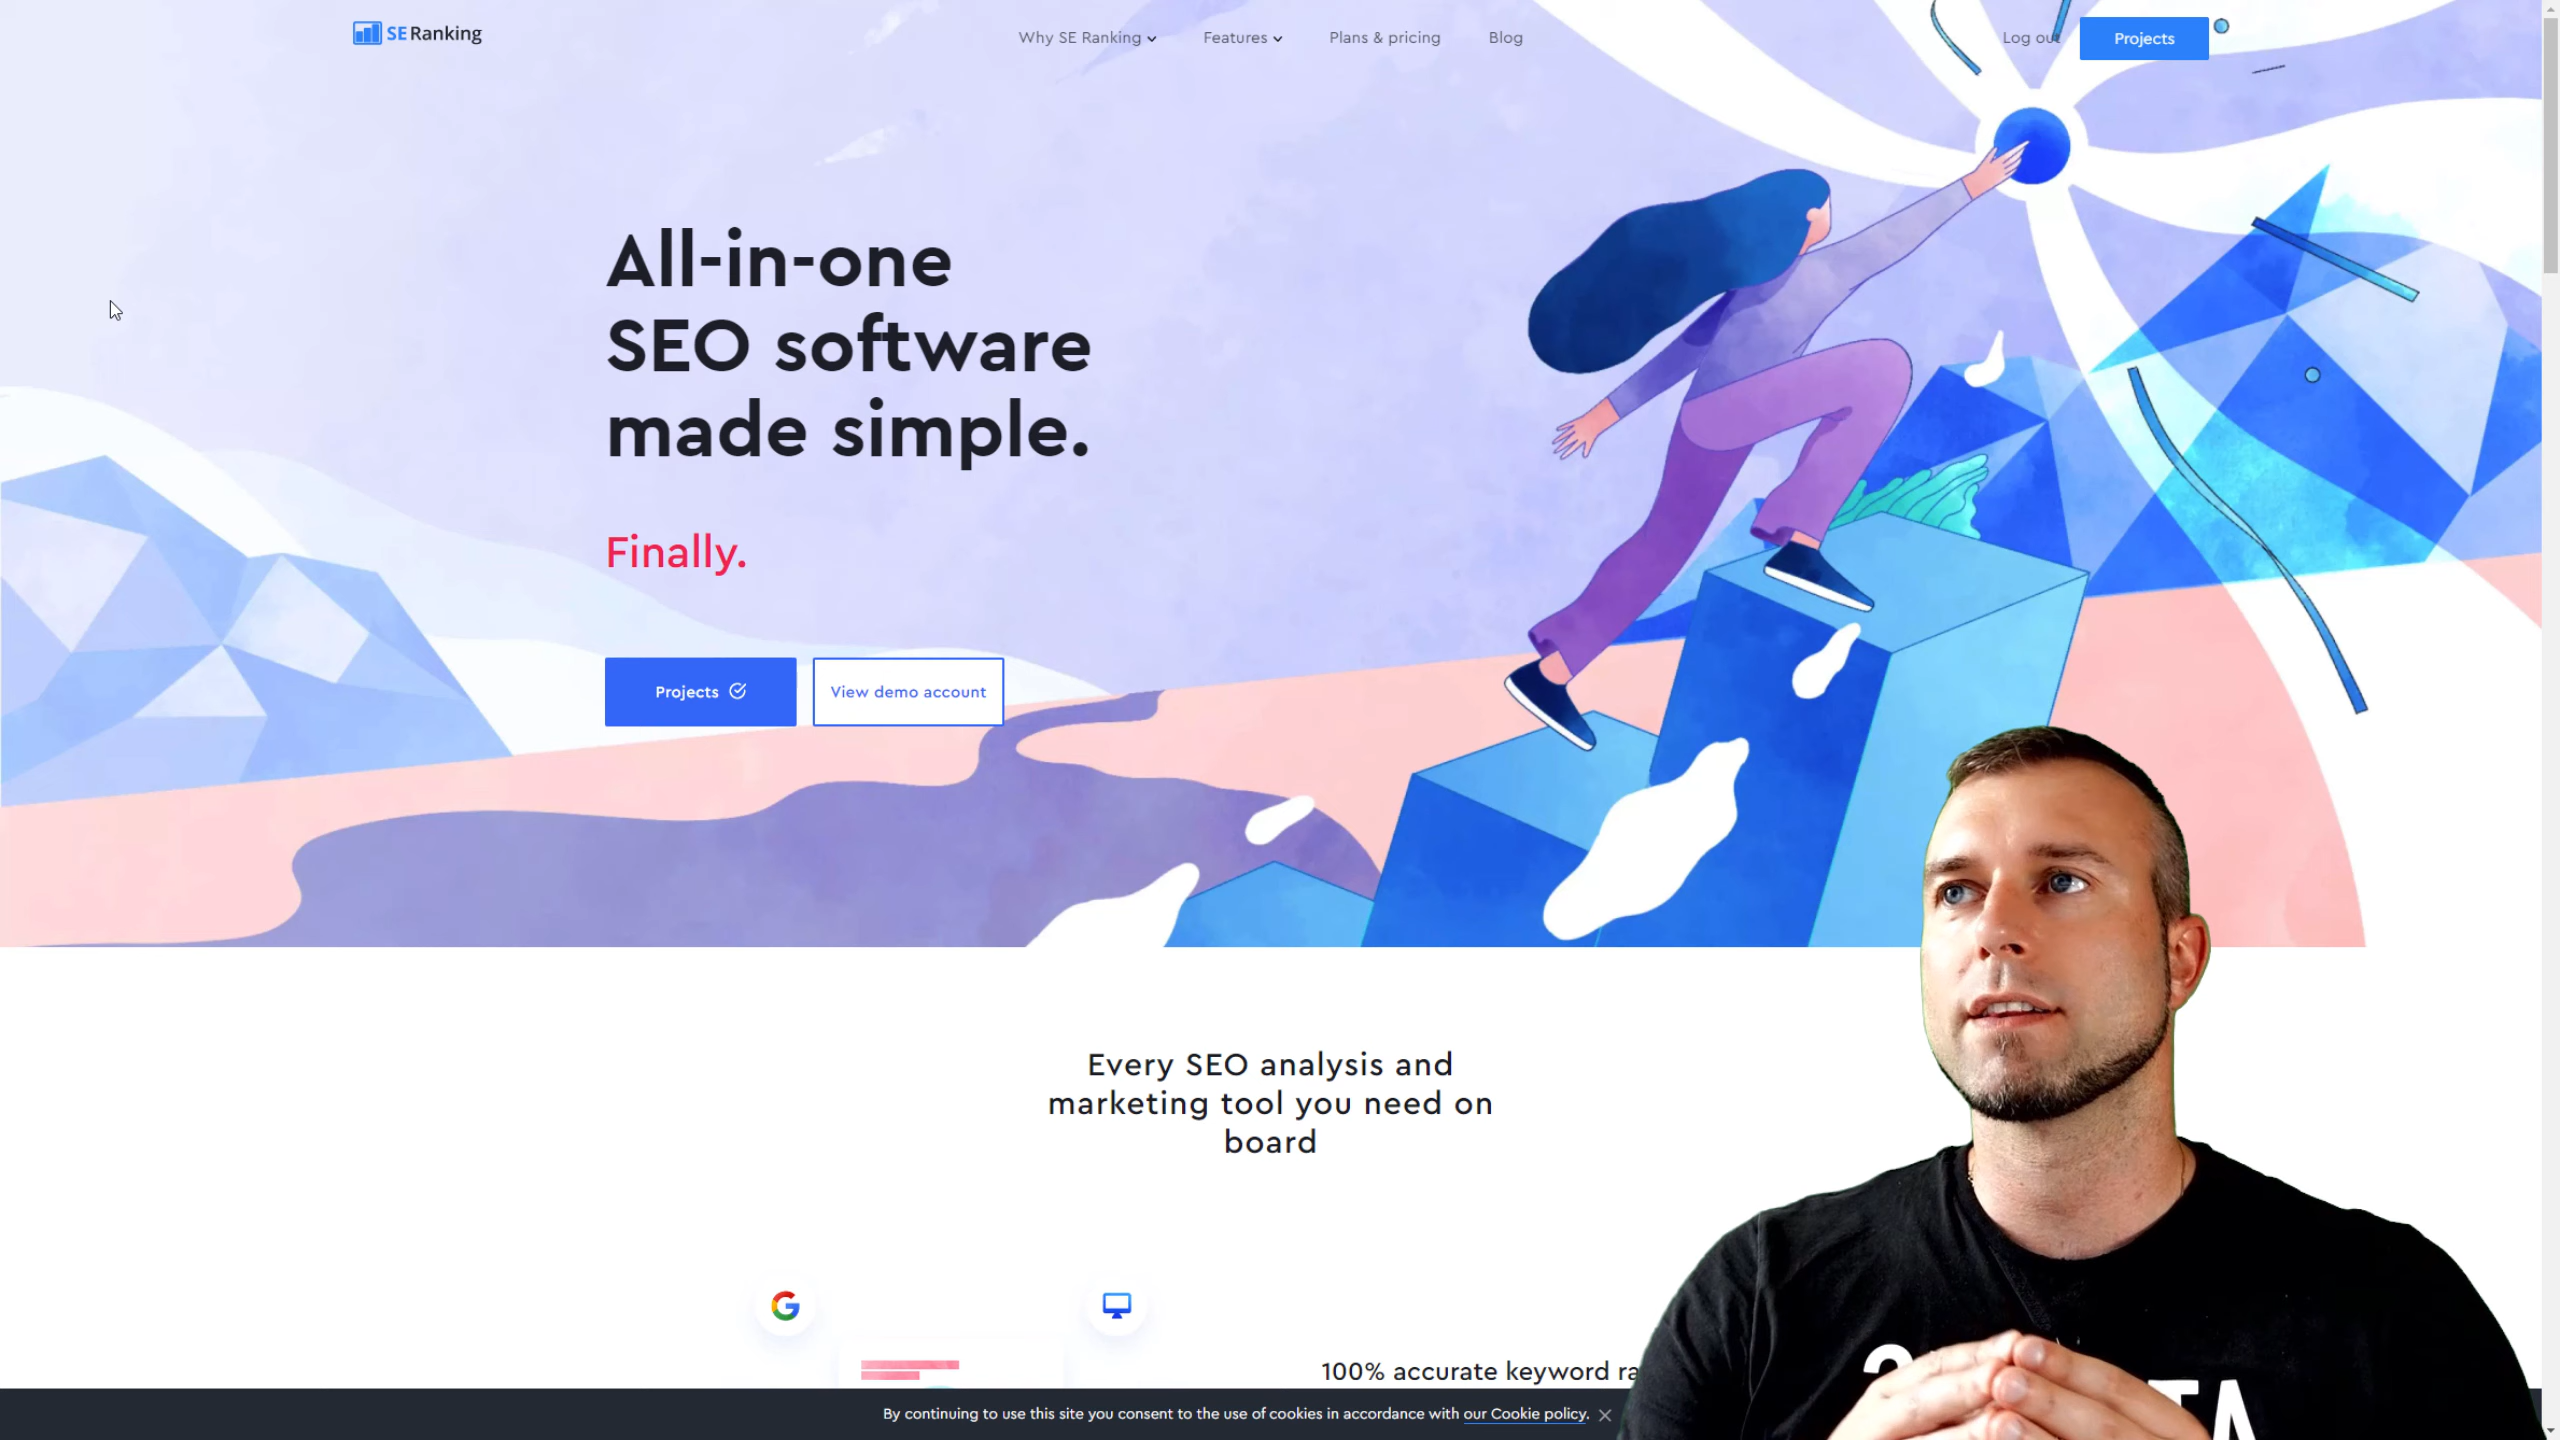 SE Ranking
Why SE Ranking
Features
Plans & pricing
Blog
Log out
Projects
All-in-one
SEO software
made simple.
Finally.
Projects
View demo account
Every SEO analysis and
marketing tool you need on
board
100% accurate keyword
By continuing to use this site you consent to the use of cookies in accordance with our Cookie policy.